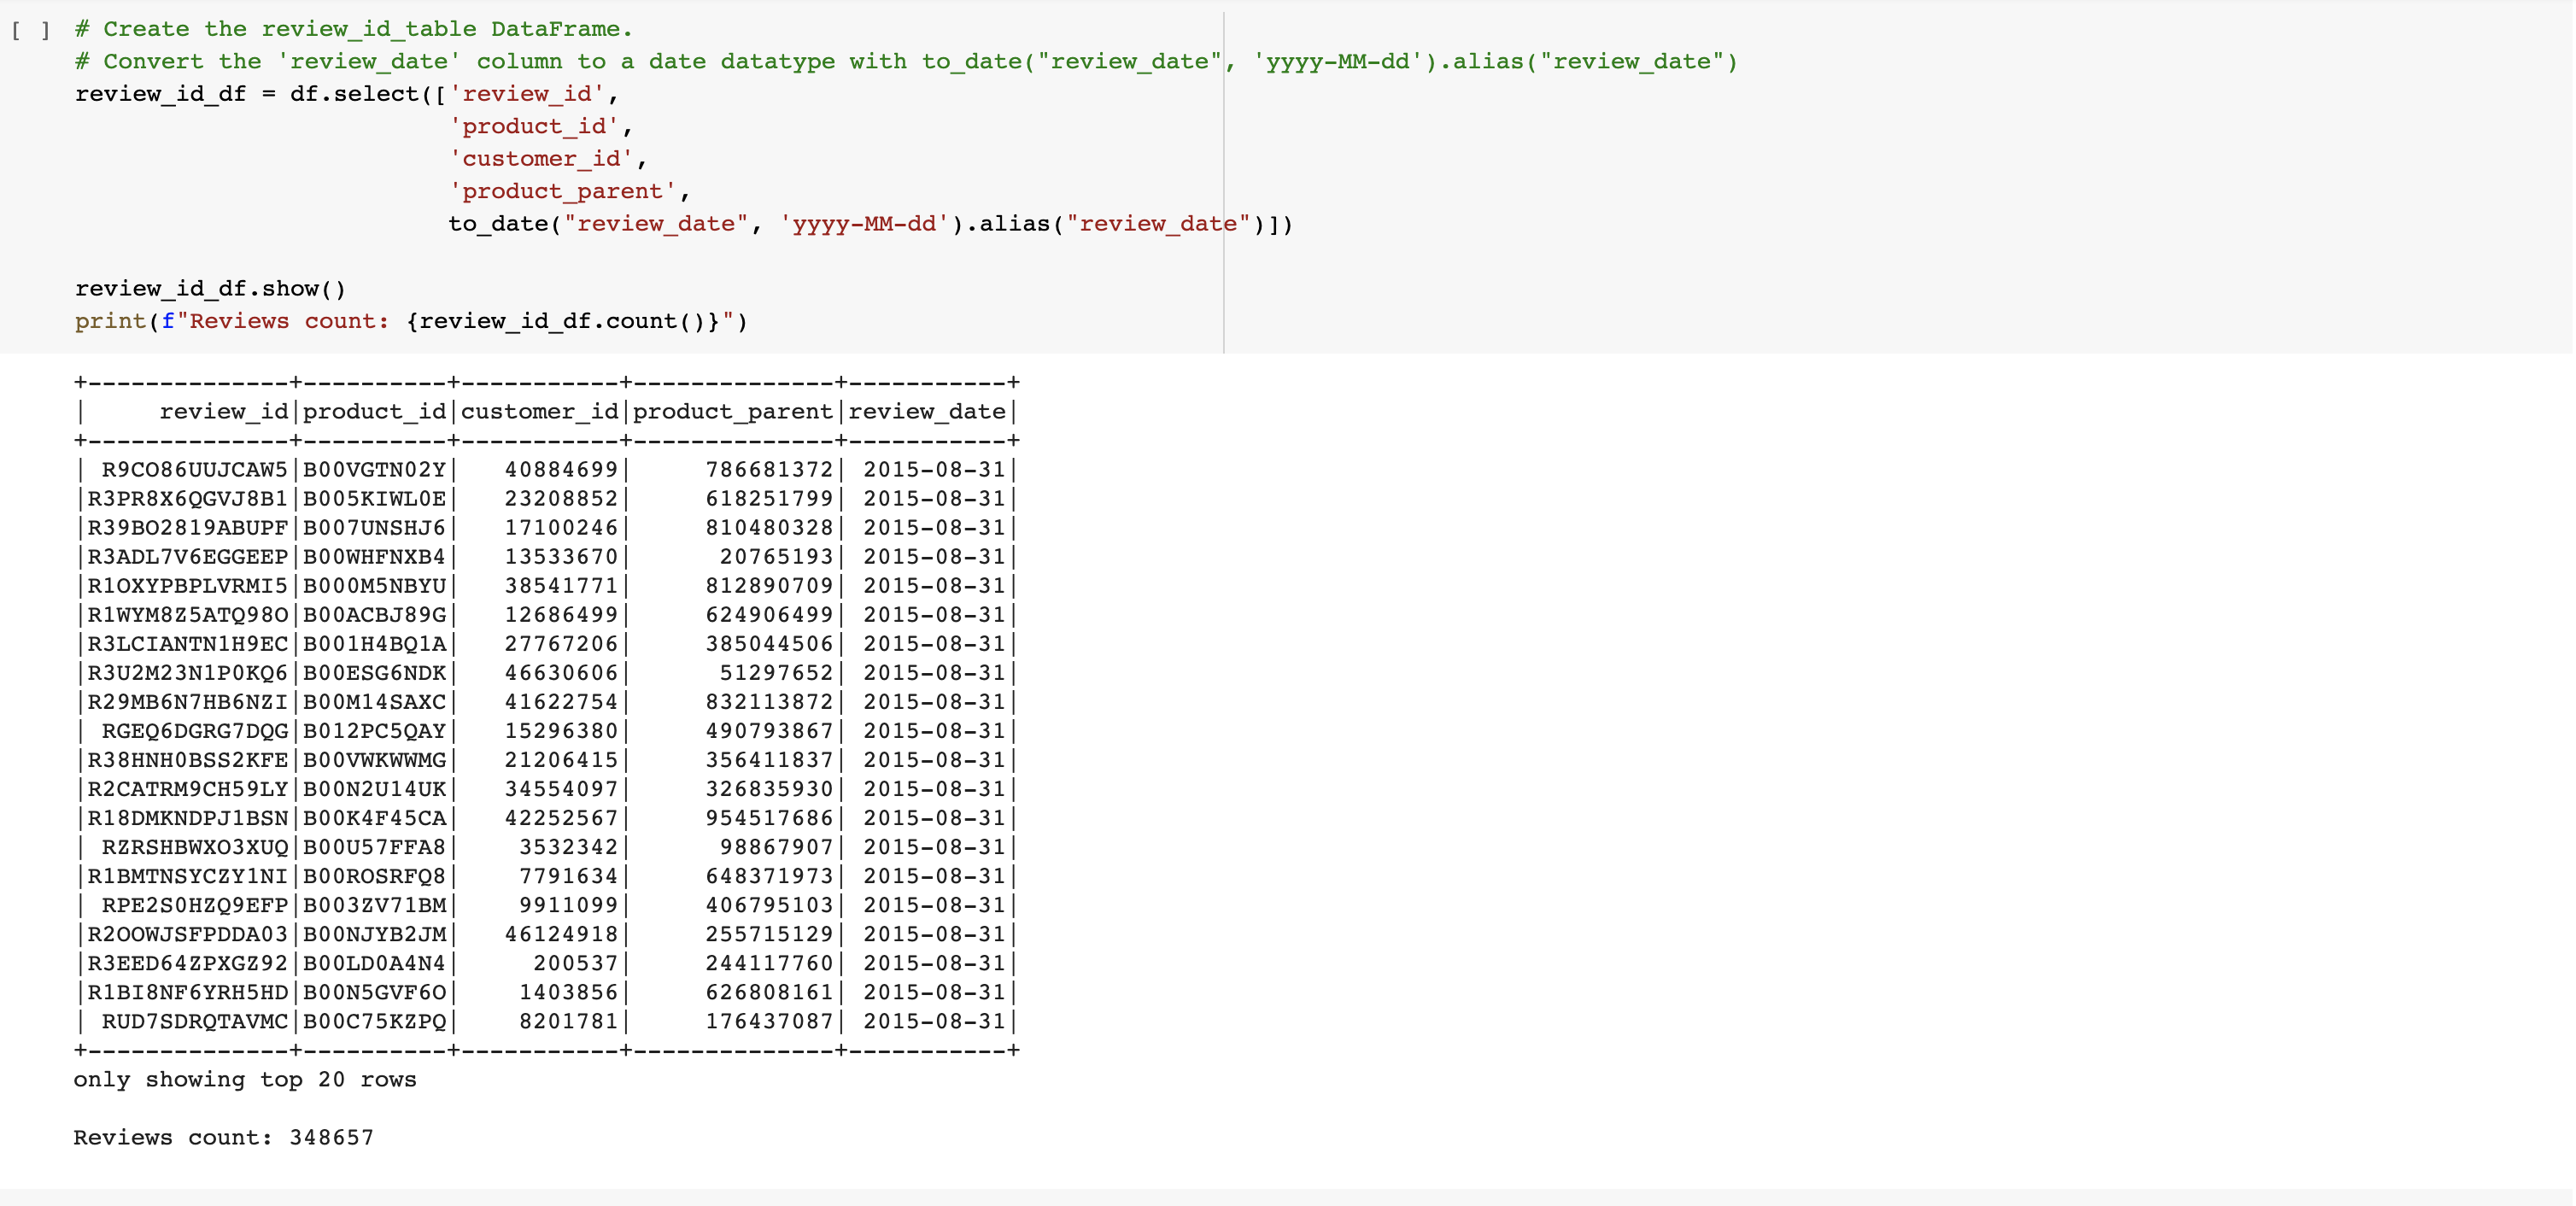 [ ] # Create the review_id_table DataFrame.
# Convert the 'review_date' column to a date datatype with to_date("review_date", 'yyyy-MM-dd').alias("review_date")
review_id_df = df.select(['review_id',
                          'product_id',
                          'customer_id',
                          'product_parent',
                          to_date("review_date", 'yyyy-MM-dd').alias("review_date")])

review_id_df.show()
print(f"Reviews count: {review_id_df.count()}")

+--------------+----------+-----------+--------------+-----------+
|     review_id|product_id|customer_id|product_parent|review_date|
+--------------+----------+-----------+--------------+-----------+
| R9CO86UUJCAW5|B00VGTN02Y|   40884699|     786681372| 2015-08-31|
|R3PR8X6QGVJ8B1|B005KIWL0E|   23208852|     618251799| 2015-08-31|
|R39BO2819ABUPF|B007UNSHJ6|   17100246|     810480328| 2015-08-31|
|R3ADL7V6EGGEEP|B00WHFNXB4|   13533670|      20765193| 2015-08-31|
|R1OXYPBPLVRMI5|B000M5NBYU|   38541771|     812890709| 2015-08-31|
|R1WYM8Z5ATQ98O|B00ACBJ89G|   12686499|     624906499| 2015-08-31|
|R3LCIANTN1H9EC|B001H4BQ1A|   27767206|     385044506| 2015-08-31|
|R3U2M23N1P0KQ6|B00ESG6NDK|   46630606|      51297652| 2015-08-31|
|R29MB6N7HB6NZI|B00M14SAXC|   41622754|     832113872| 2015-08-31|
| RGEQ6DGRG7DQG|B012PC5QAY|   15296380|     490793867| 2015-08-31|
|R38HNH0BSS2KFE|B00VWKWWMG|   21206415|     356411837| 2015-08-31|
|R2CATRM9CH59LY|B00N2U14UK|   34554097|     326835930| 2015-08-31|
|R18DMKNDPJ1BSN|B00K4F45CA|   42252567|     954517686| 2015-08-31|
| RZRSHBWXO3XUQ|B00U57FFA8|    3532342|      98867907| 2015-08-31|
|R1BMTNSYCZY1NI|B00ROSRFQ8|    7791634|     648371973| 2015-08-31|
| RPE2S0HZQ9EFP|B003ZV71BM|    9911099|     406795103| 2015-08-31|
|R2OOWJSFPDDA03|B00NJYB2JM|   46124918|     255715129| 2015-08-31|
|R3EED64ZPXGZ92|B00LD0A4N4|     200537|     244117760| 2015-08-31|
|R1BI8NF6YRH5HD|B00N5GVF6O|    1403856|     626808161| 2015-08-31|
| RUD7SDRQTAVMC|B00C75KZPQ|    8201781|     176437087| 2015-08-31|
+--------------+----------+-----------+--------------+-----------+
only showing top 20 rows

Reviews count: 348657